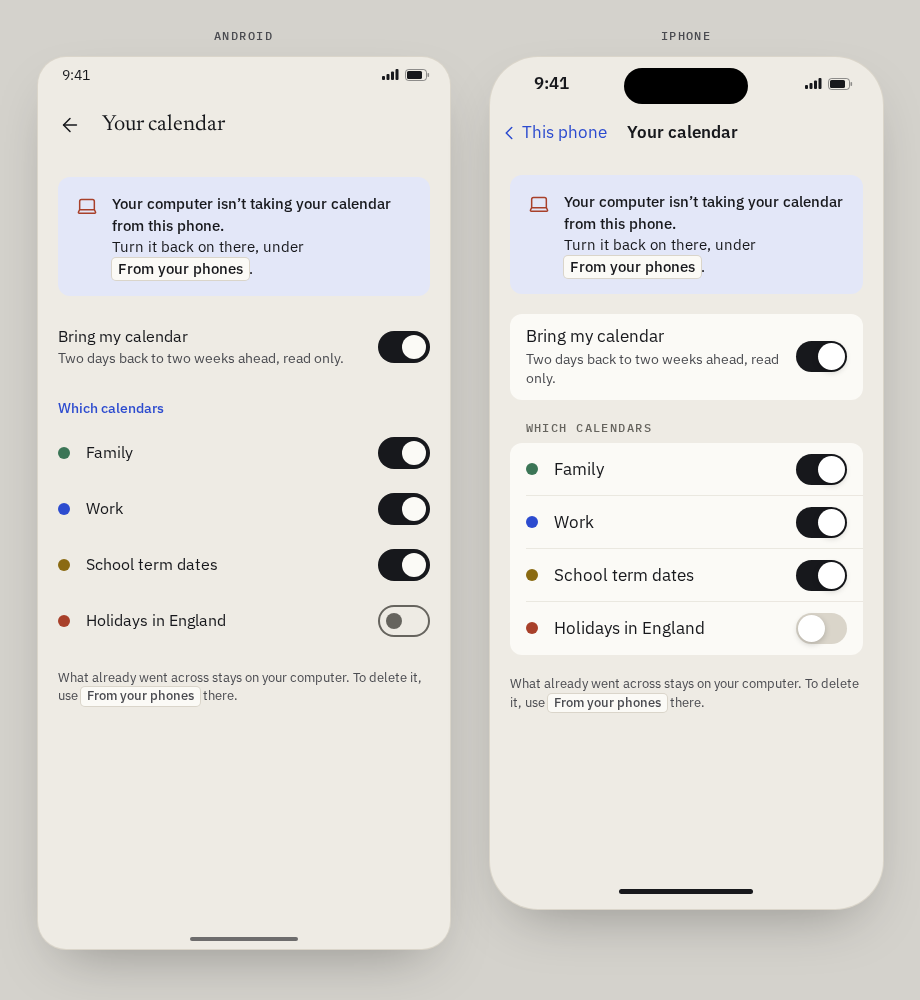 ANDROID
9:41
Your calendar
Your computer isn’t taking your calendar
from this phone.
Turn it back on there, under
From your phones.
Bring my calendar
Two days back to two weeks ahead, read only.
Which calendars
Family
Work
School term dates
Holidays in England
What already went across stays on your computer. To delete it,
use From your phones there.
IPHONE
9:41
This phone Your calendar
Your computer isn’t taking your calendar
from this phone.
Turn it back on there, under
From your phones.
Bring my calendar
Two days back to two weeks ahead, read
only.
WHICH CALENDARS
Family
Work
School term dates
Holidays in England
What already went across stays on your computer. To delete
it, use From your phones there.